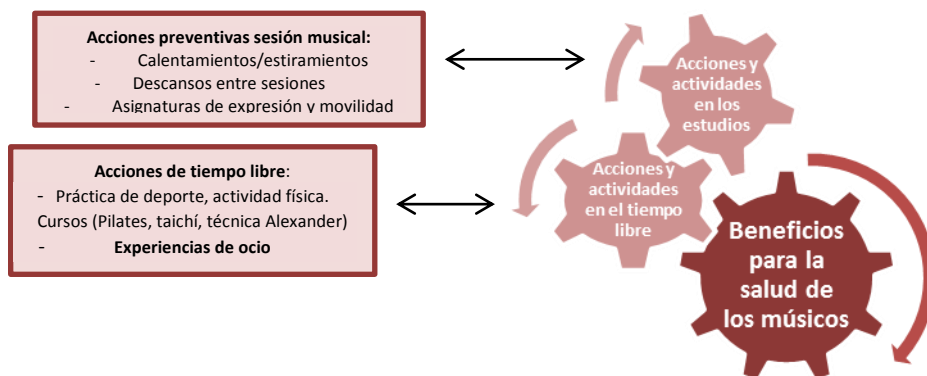 Acciones preventivas sesión musical:
- Calentamientos/estiramientos
- Descansos entre sesiones
- Asignaturas de expresión y movilidad
Acciones y
actividades
en los
estudios
Acciones de tiempo libre:
- Práctica de deporte, actividad física.
Cursos (Pilates, taichí, técnica Alexander)
- Experiencias de ocio
Acciones y
actividades
en el tiempo
libre
Beneficios
para la
salud de
los músicos